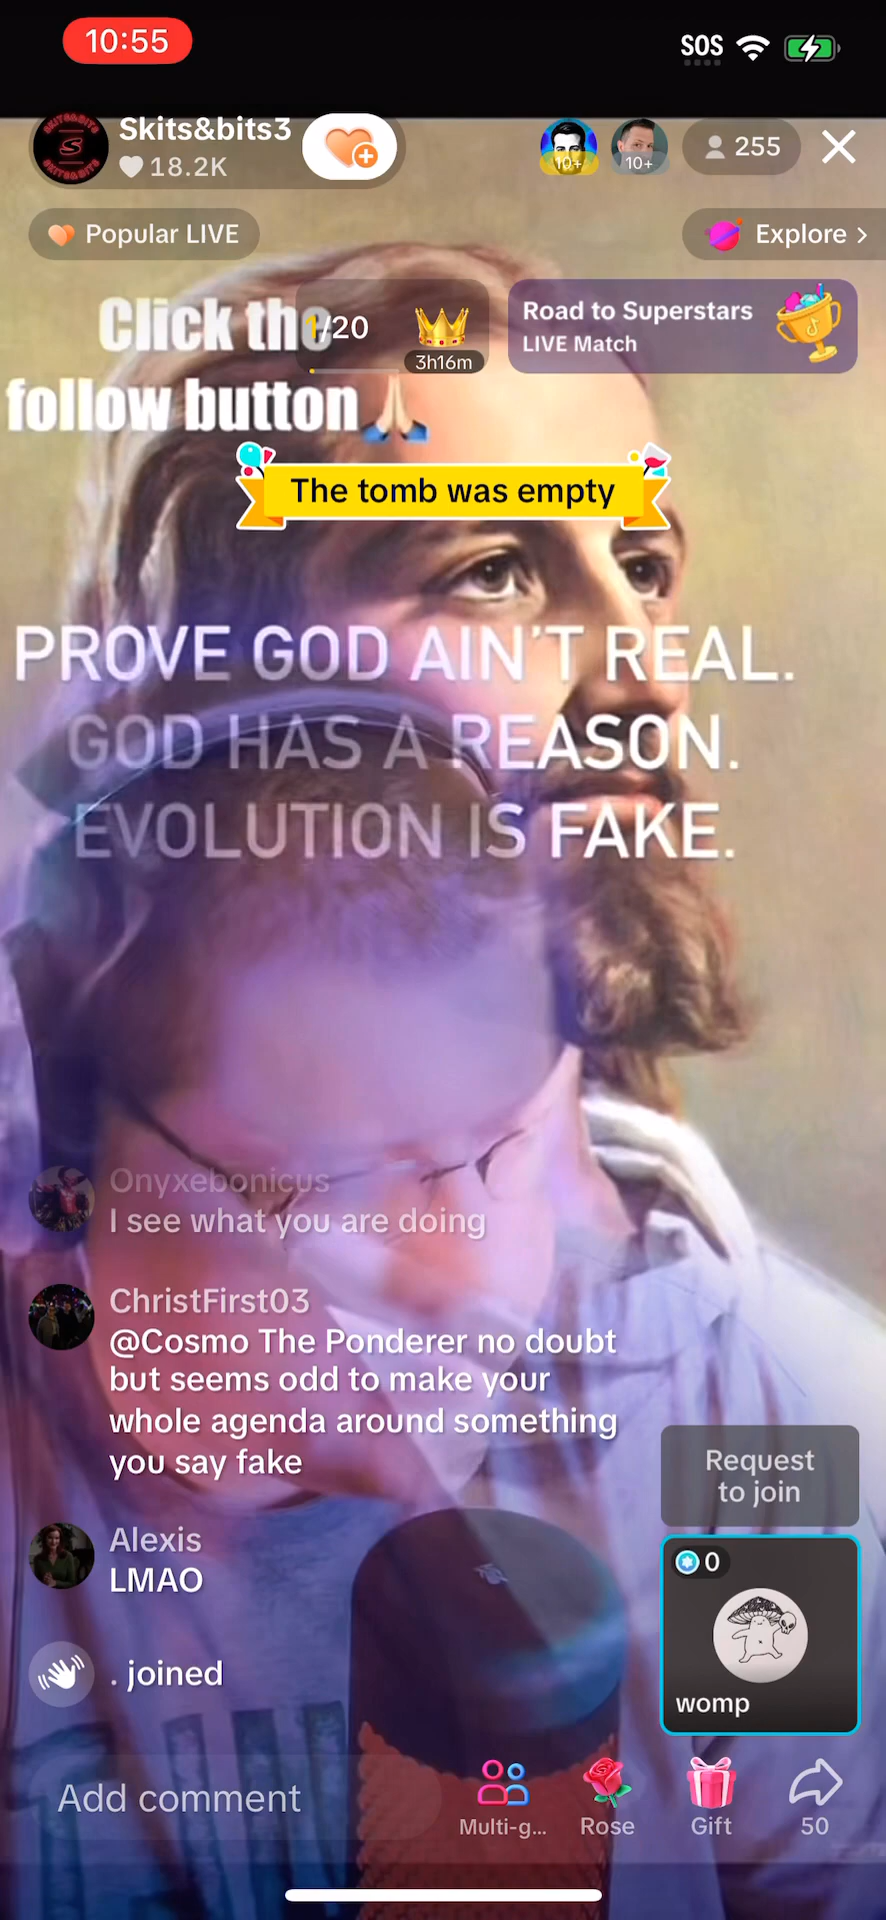 10:55
SOS
Skits&bits3
18.2K
10+
10+
255
Popular LIVE
Explore >
Click the
follow button🙏🏻
1/20
3h16m
Road to Superstars
LIVE Match
The tomb was empty
PROVE GOD AIN'T REAL.
GOD HAS A REASON.
EVOLUTION IS FAKE.
Onyxebonicus
I see what you are doing
ChristFirst03
@Cosmo The Ponderer no doubt
but seems odd to make your
whole agenda around something
you say fake
Alexis
LMAO
. joined
Request
to join
0
womp
Add comment
Multi-g...
Rose
Gift
50